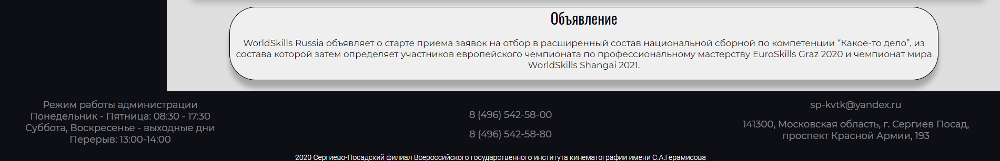 Объявление
WorldSkills Russia объявляет о старте приема заявок на отбор в расширенный состав национальной сборной по компетенции “Какое-то дело”, из
состава которой затем определяет участников европейского чемпионата по профессиональному мастерству EuroSkills Graz 2020 и чемпионат мира
WorldSkills Shangai 2021.
Режим работы администрации
Понедельник - Пятница: 08:30 - 17:30
Суббота, Воскресенье - выходные дни
Перерыв: 13:00-14:00
8 (496) 542-58-00
8 (496) 542-58-80
sp-kvtk@yandex.ru
141300, Московская область, г. Сергиев Посад,
проспект Красной Армии, 193
2020 Сергиево-Посадский филиал Всероссийского государственного института кинематографии имени С.А.Герамисова